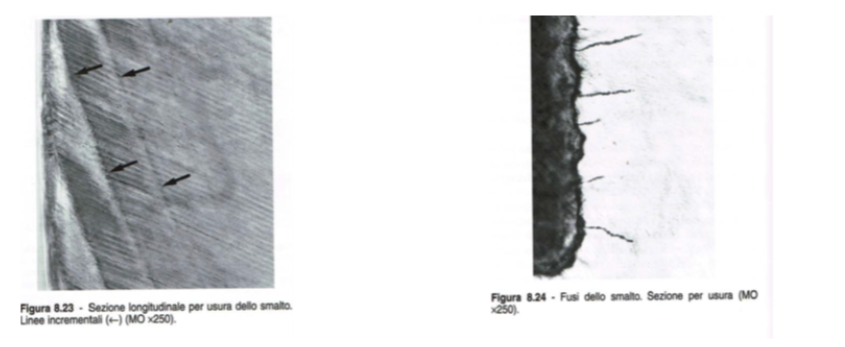 Figura 8.23 - Sezione longitudinale per usura dello smalto.
Linee incrementali (←) (MO ×250).
Figura 8.24 - Fusi dello smalto. Sezione per usura (MO
×250).